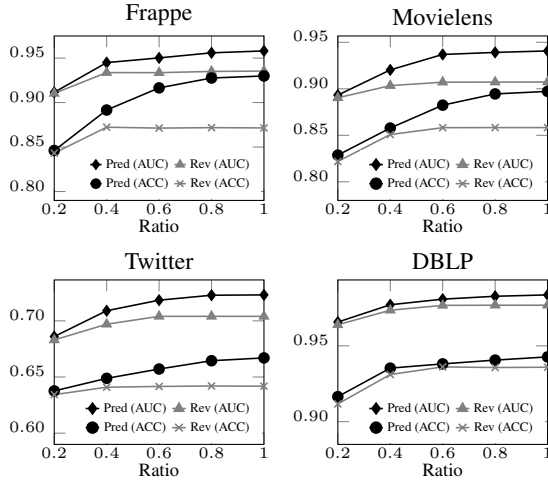 Frappe
0.95
0.90
0.85
0.80
Pred (AUC) Rev (AUC)
Pred (ACC) Rev (ACC)
0.2 0.4 0.6 0.8 1
Ratio
Movielens
0.95
0.90
0.85
0.80
Pred (AUC) Rev (AUC)
Pred (ACC) Rev (ACC)
0.2 0.4 0.6 0.8 1
Ratio
Twitter
0.70
0.65
0.60
Pred (AUC) Rev (AUC)
Pred (ACC) Rev (ACC)
0.2 0.4 0.6 0.8 1
Ratio
DBLP
0.95
0.90
Pred (AUC) Rev (AUC)
Pred (ACC) Rev (ACC)
0.2 0.4 0.6 0.8 1
Ratio